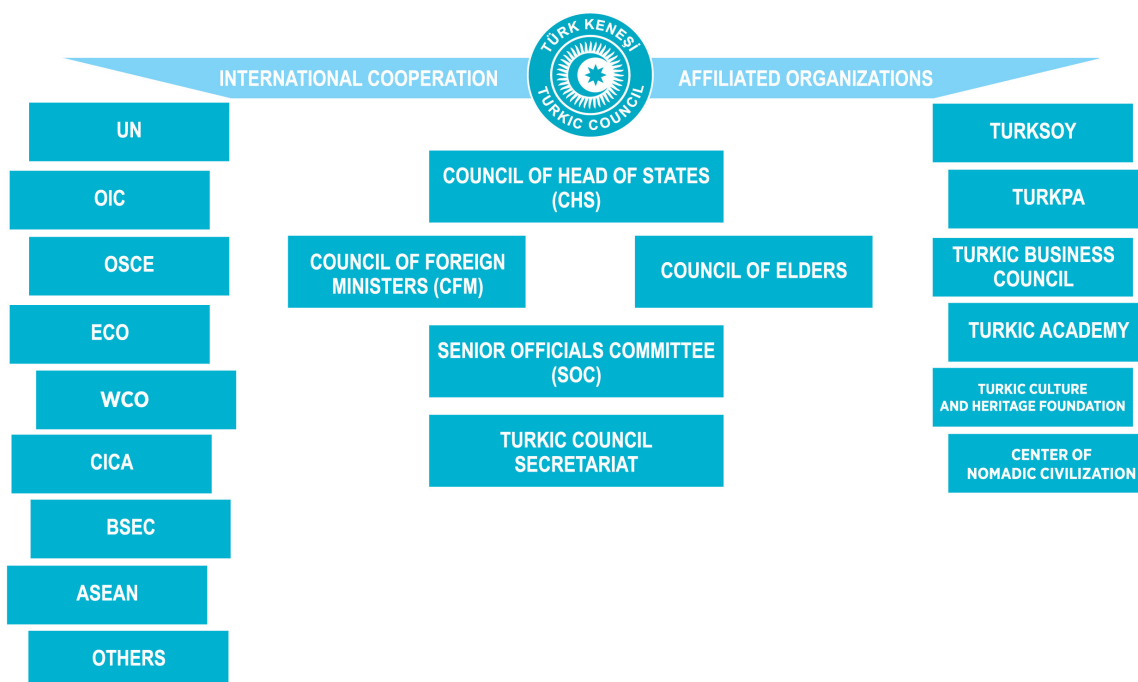 TÜRK KENEŞİ
TURKIC COUNCIL
INTERNATIONAL COOPERATION
AFFILIATED ORGANIZATIONS
UN
OIC
OSCE
ECO
WCO
CICA
BSEC
ASEAN
OTHERS
COUNCIL OF HEAD OF STATES
(CHS)
COUNCIL OF FOREIGN
MINISTERS (CFM)
COUNCIL OF ELDERS
SENIOR OFFICIALS COMMITTEE
(SOC)
TURKIC COUNCIL
SECRETARIAT
TURKSOY
TURKPA
TURKIC BUSINESS
COUNCIL
TURKIC ACADEMY
TURKIC CULTURE
AND HERITAGE FOUNDATION
CENTER OF
NOMADIC CIVILIZATION